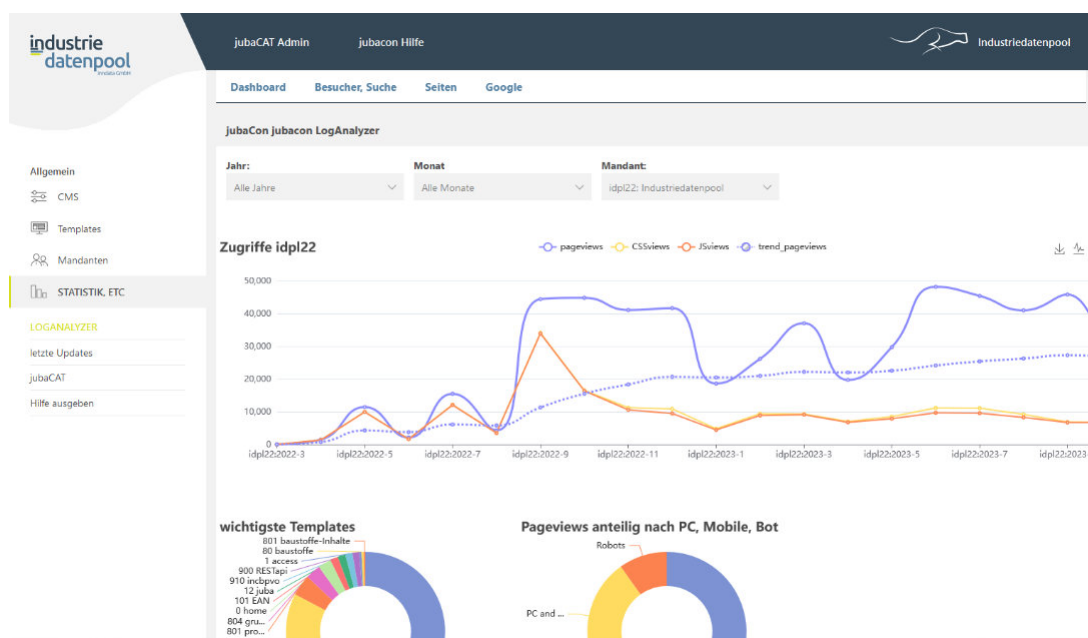 industrie
datenpool
inndata GmbH
jubaCAT Admin
jubacon Hilfe
Industriedatenpool
Dashboard
Besucher, Suche
Seiten
Google
jubaCon jubacon LogAnalyzer
Allgemein
CMS
Templates
Mandanten
STATISTIK, ETC
LOGANALYZER
letzte Updates
jubaCAT
Hilfe ausgeben
Jahr:
Alle Jahre
Monat
Alle Monate
Mandant:
idpl22: Industriedatenpool
Zugriffe idpl22
pageviews
CSSviews
JSviews
trend_pageviews
50,000
40,000
30,000
20,000
10,000
0
idpl22:2022-3
idpl22:2022-5
idpl22:2022-7
idpl22:2022-9
idpl22:2022-11
idpl22:2023-1
idpl22:2023-3
idpl22:2023-5
idpl22:2023-7
idpl22:2023
wichtigste Templates
801 baustoffe-Inhalte
80 baustoffe
1 access
900 RESTapi
910 incbpvo
12 juba
101 EAN
0 home
804 gru...
801 pro...
Pageviews anteilig nach PC, Mobile, Bot
Robots
PC and ...